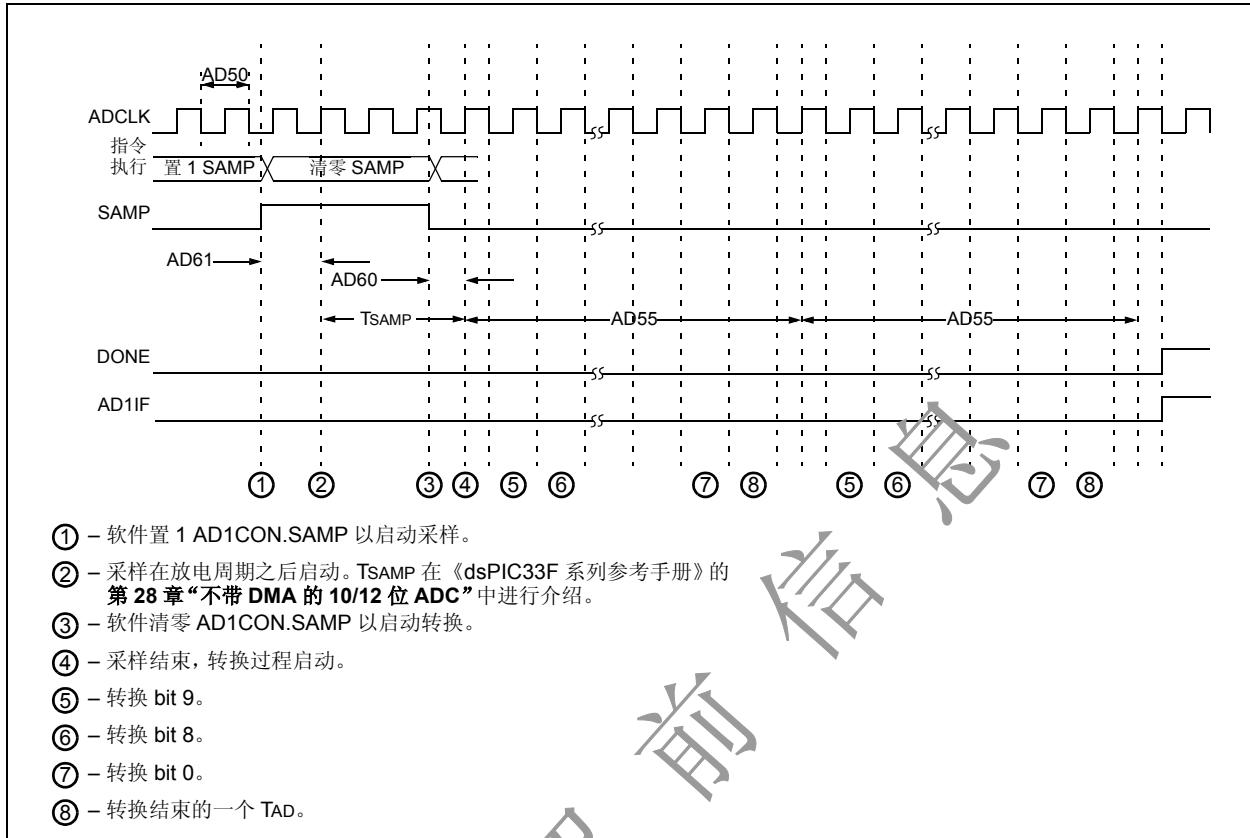 AD50
ADCLK
指令
执行
置 1 SAMP
清零 SAMP
SAMP
AD61
AD60
TSAMP
AD55
AD55
DONE
AD1IF
① ② ③ ④ ⑤ ⑥ ⑦ ⑧ ⑤ ⑥ ⑦ ⑧
① – 软件置 1 AD1CON.SAMP 以启动采样。
② – 采样在放电周期之后启动。TSAMP 在《dsPIC33F 系列参考手册》的
第 28 章“不带 DMA 的 10/12 位 ADC”中进行介绍。
③ – 软件清零 AD1CON.SAMP 以启动转换。
④ – 采样结束，转换过程启动。
⑤ – 转换 bit 9。
⑥ – 转换 bit 8。
⑦ – 转换 bit 0。
⑧ – 转换结束的一个 TAD。
前信息